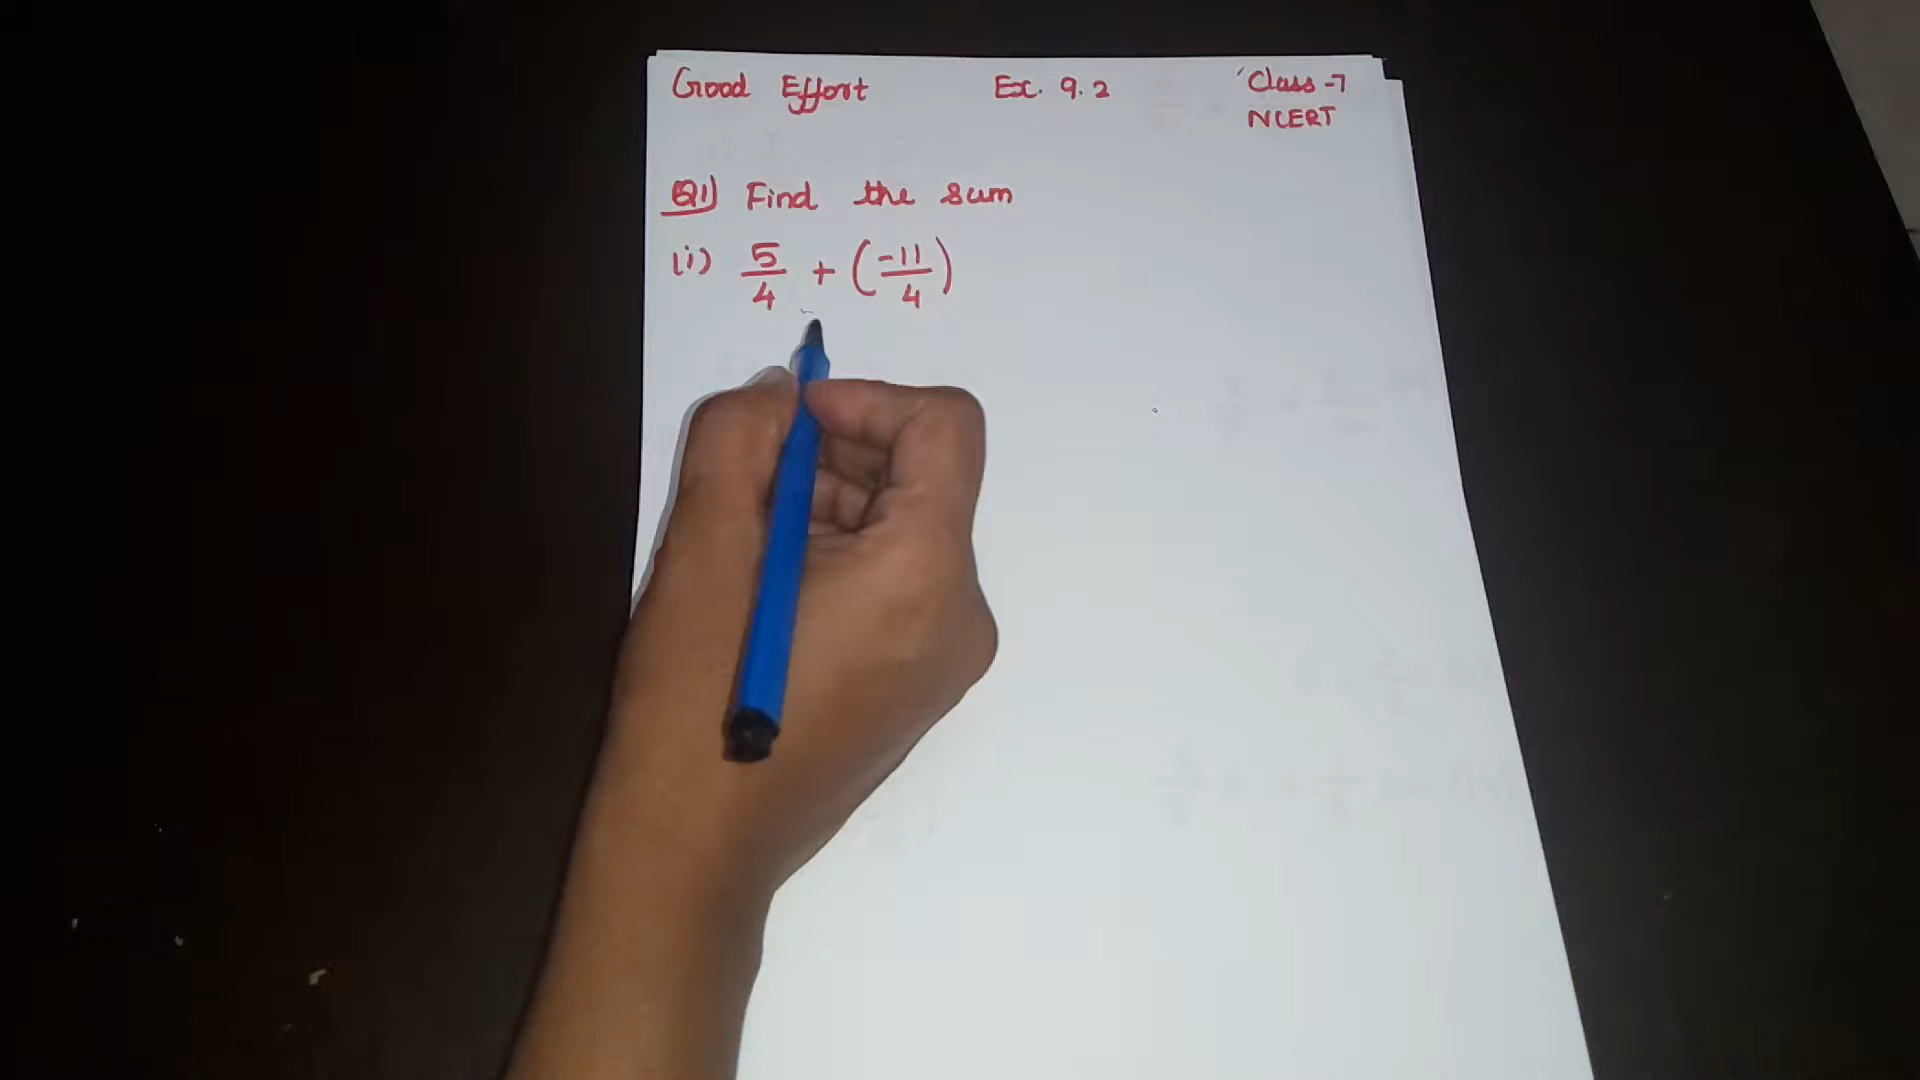 Good Effort Ex. 9.2 Class-7
NCERT
Q1) Find the sum
(i) 5/4 + (-11/4)